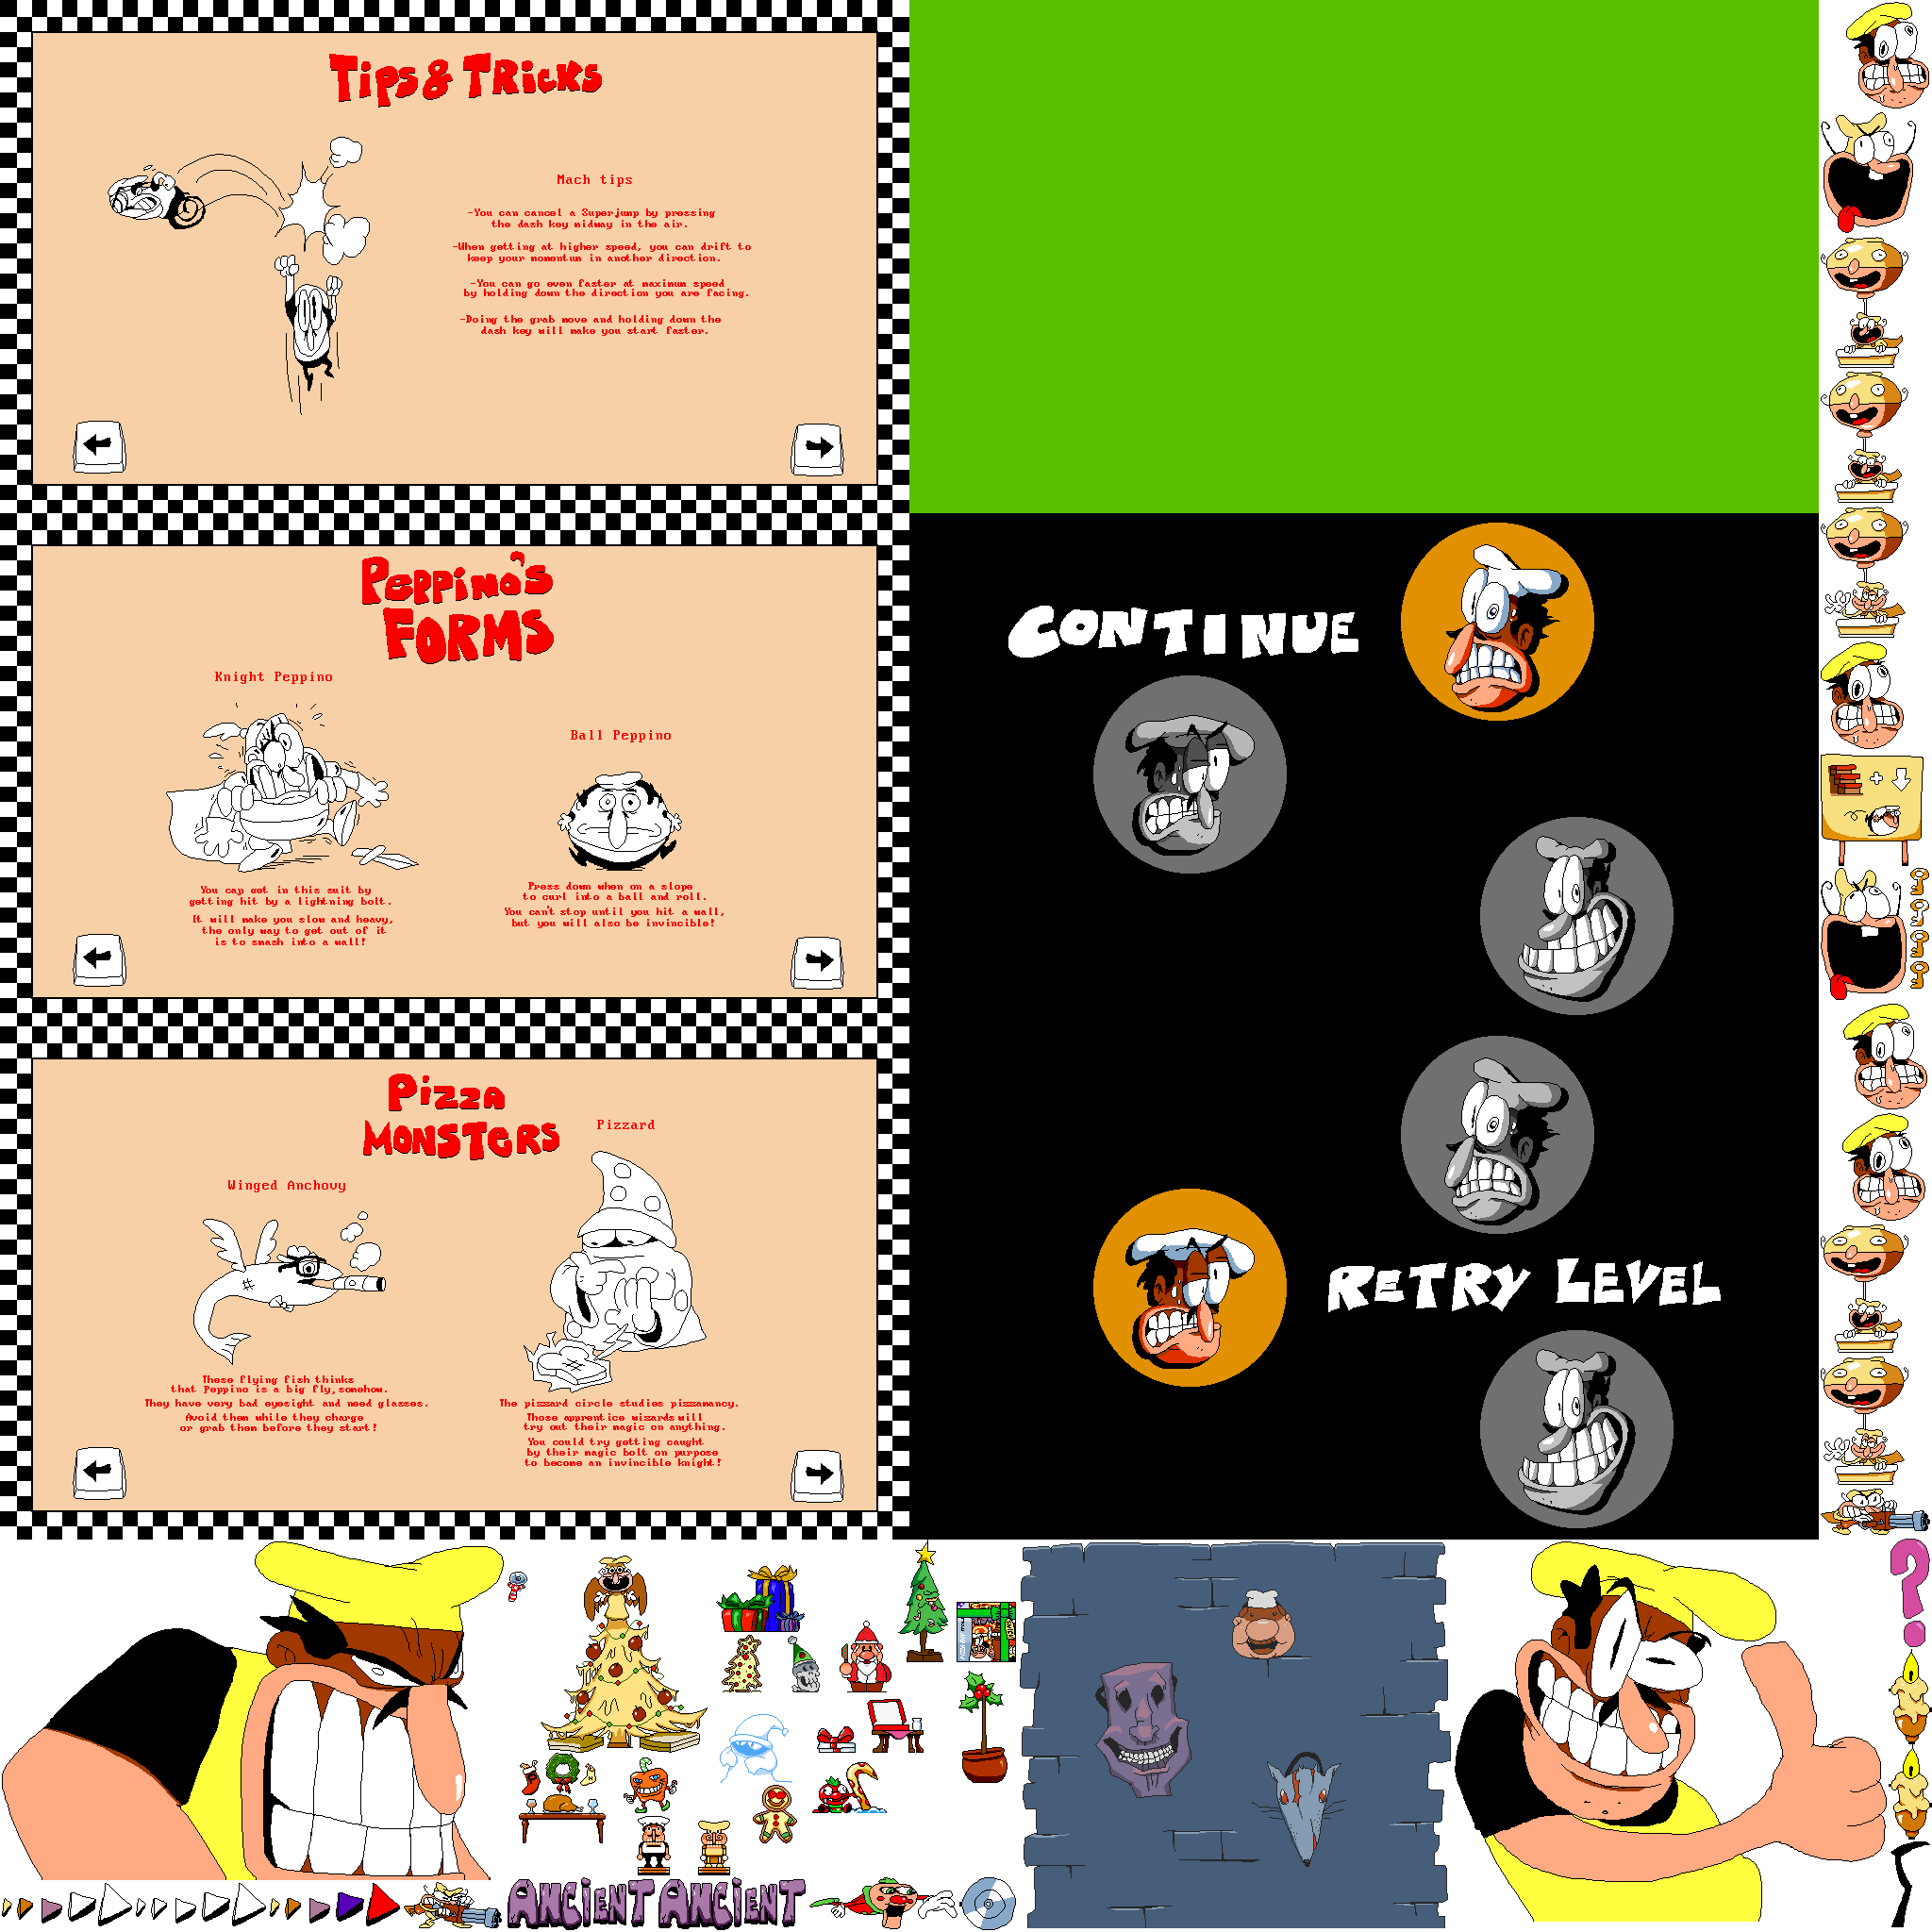 Tips & Tricks
Mach tips
-You can cancel a Superjump by pressing
the dash key midway in the air.
-When getting at higher speed, you can drift to
keep your momentum in another direction.
-You can go even faster at maximum speed
by holding down the direction you are facing.
-Doing the grab move and holding down the
dash key will make you start faster.
Peppino's
Forms
Knight Peppino
Ball Peppino
You can get in this suit by
getting hit by a lightning bolt.
It will make you slow and heavy,
the only way to get out of it
is to smash into a wall!
Press down when on a slope
to curl into a ball and roll.
You can't stop until you hit a wall,
but you will also be invincible!
Pizza
Monsters
Winged Anchovy
Pizzard
These flying fish thinks
that Peppino is a big fly,somehow.
They have very bad eyesight and need glasses.
Avoid them while they charge
or grab them before they start!
The pizzard circle studies pizzamancy.
Those apprentice wizards will
try out their magic on anything.
You could try getting caught
by their magic bolt on purpose
to become an invincible knight!
CONTINUE
RETRY LEVEL
+
?
ANCIENT ANCIENT